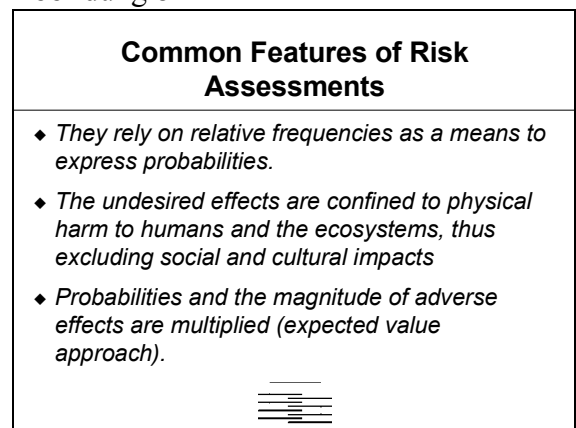 Common Features of Risk
Assessments
◆ They rely on relative frequencies as a means to
express probabilities.
◆ The undesired effects are confined to physical
harm to humans and the ecosystems, thus
excluding social and cultural impacts
◆ Probabilities and the magnitude of adverse
effects are multiplied (expected value
approach).